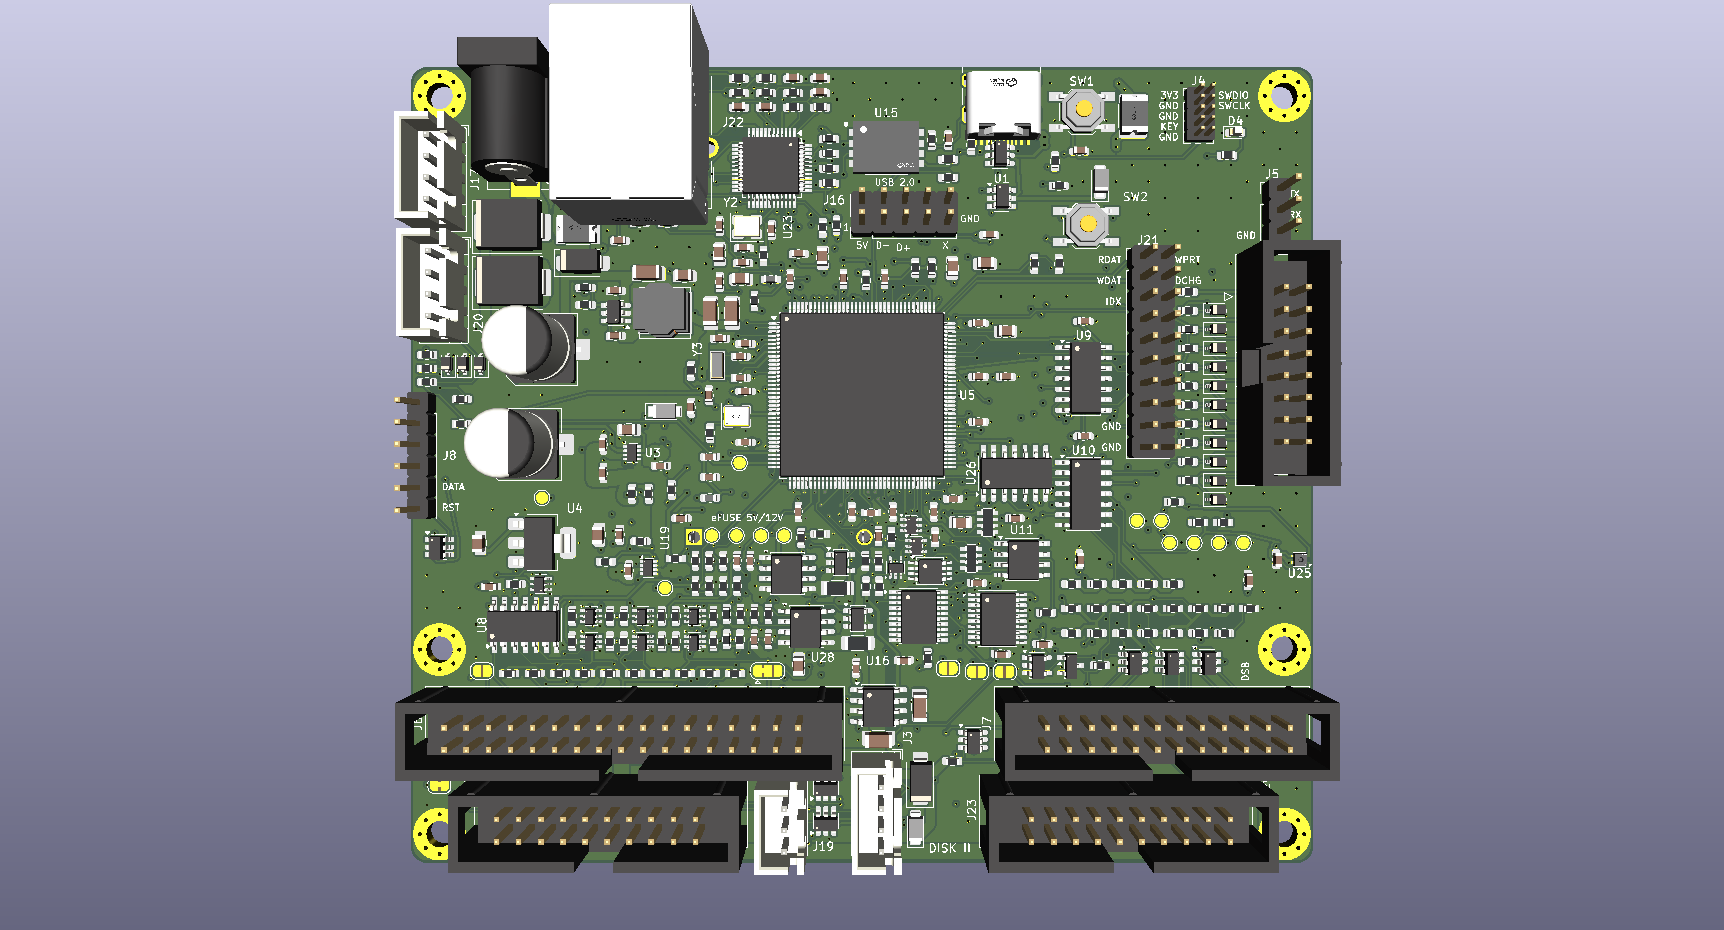 SW1
J4
3V3
SWDIO
GND
SWCLK
GND
KEY
D4
GND
J22
U15
U1
J5
TX
RX
GND
USB 2.0
J16
GND
1
5V
D-
D+
X
SW2
Y2
U23
J1
J21
RDAT
WPRT
WDAT
DCHG
IDX
GND
GND
J20
Y3
U9
U5
J8
DATA
RST
U3
U10
U26
U4
eFUSE 5V/12V
U19
U11
U25
U8
U28
U16
DSB
J7
J3
J19
J23
DISK II